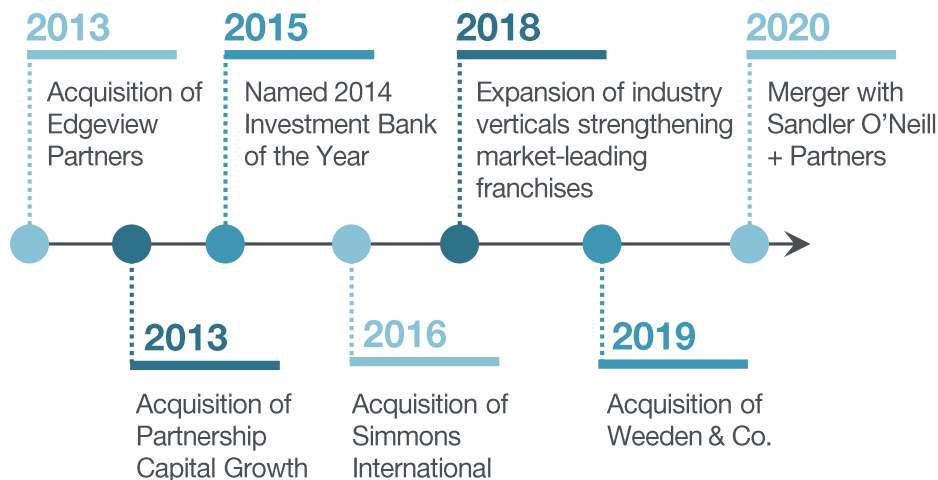 2013
Acquisition of
Edgeview
Partners
2013
Acquisition of
Partnership
Capital Growth
2015
Named 2014
Investment Bank
of the Year
2016
Acquisition of
Simmons
International
2018
Expansion of industry
verticals strengthening
market-leading
franchises
2019
Acquisition of
Weeden & Co.
2020
Merger with
Sandler O’Neill
+ Partners